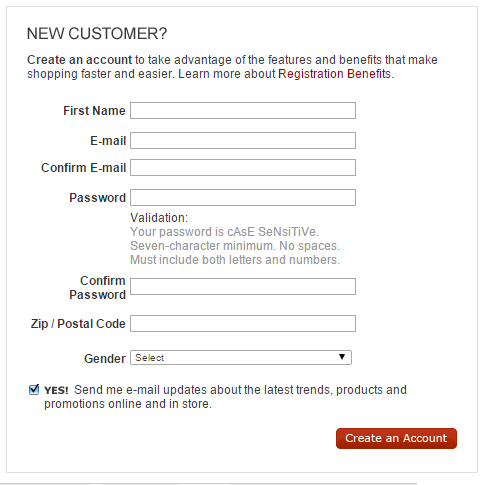 NEW CUSTOMER?
Create an account to take advantage of the features and benefits that make
shopping faster and easier. Learn more about Registration Benefits.
First Name
E-mail
Confirm E-mail
Password
Validation:
Your password is cAsE SeNsiTiVe.
Seven-character minimum. No spaces.
Must include both letters and numbers.
Confirm
Password
Zip / Postal Code
Gender Select
YES! Send me e-mail updates about the latest trends, products and
promotions online and in store.
Create an Account